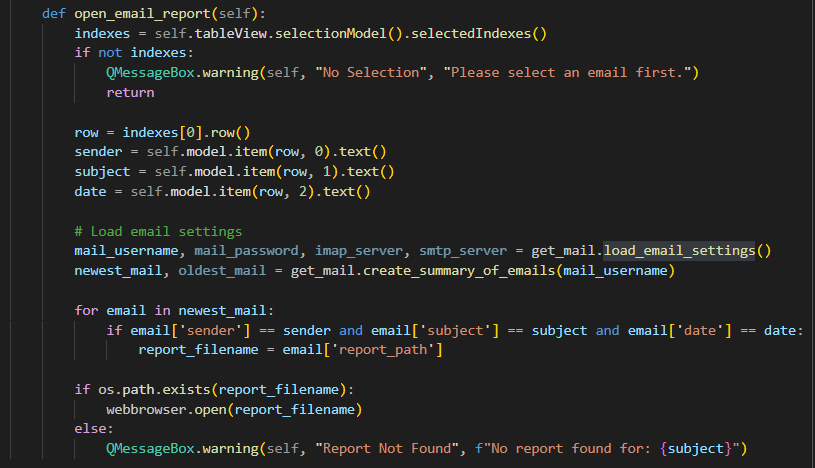 def open_email_report(self):
    indexes = self.tableView.selectionModel().selectedIndexes()
    if not indexes:
        QMessageBox.warning(self, "No Selection", "Please select an email first.")
        return

    row = indexes[0].row()
    sender = self.model.item(row, 0).text()
    subject = self.model.item(row, 1).text()
    date = self.model.item(row, 2).text()

    # Load email settings
    mail_username, mail_password, imap_server, smtp_server = get_mail.load_email_settings()
    newest_mail, oldest_mail = get_mail.create_summary_of_emails(mail_username)

    for email in newest_mail:
        if email['sender'] == sender and email['subject'] == subject and email['date'] == date:
            report_filename = email['report_path']

    if os.path.exists(report_filename):
        webbrowser.open(report_filename)
    else:
        QMessageBox.warning(self, "Report Not Found", f"No report found for: {subject}")